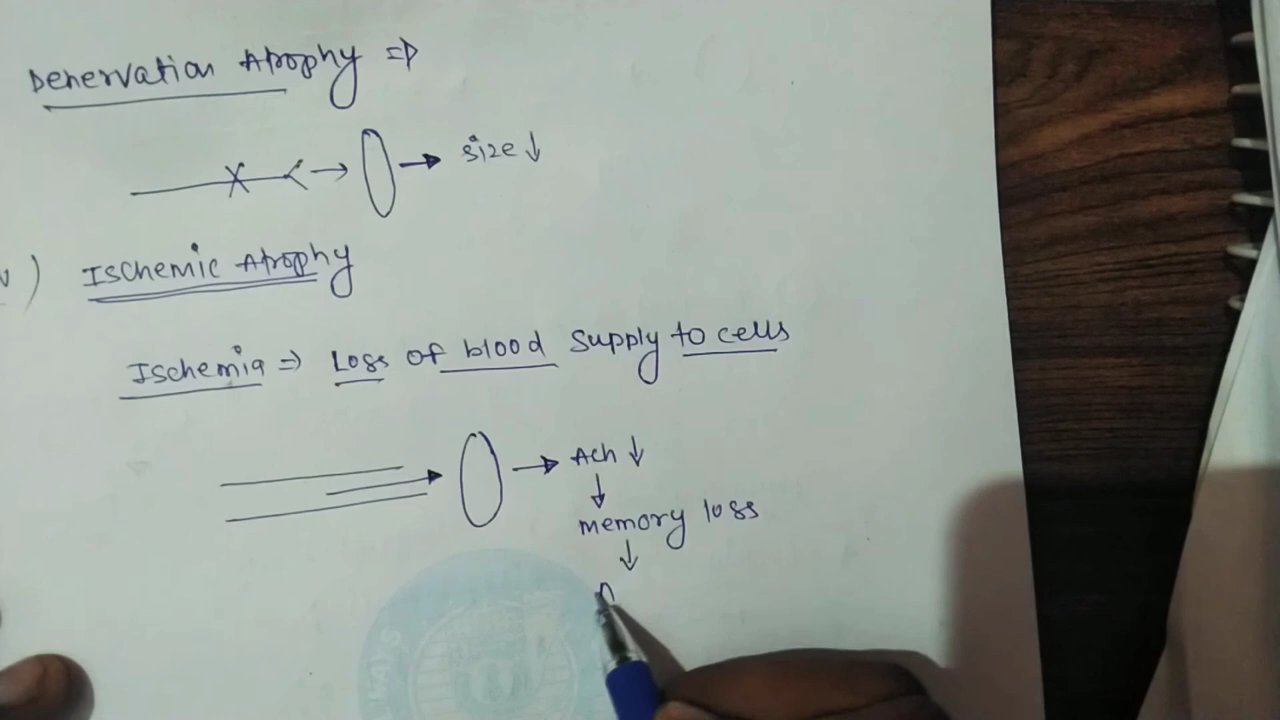 Denervation Atrophy ⇒
size ↓
) Ischemic Atrophy
Ischemia ⇒ Loss of blood supply to cells
→ Ach ↓
↓
memory loss
↓